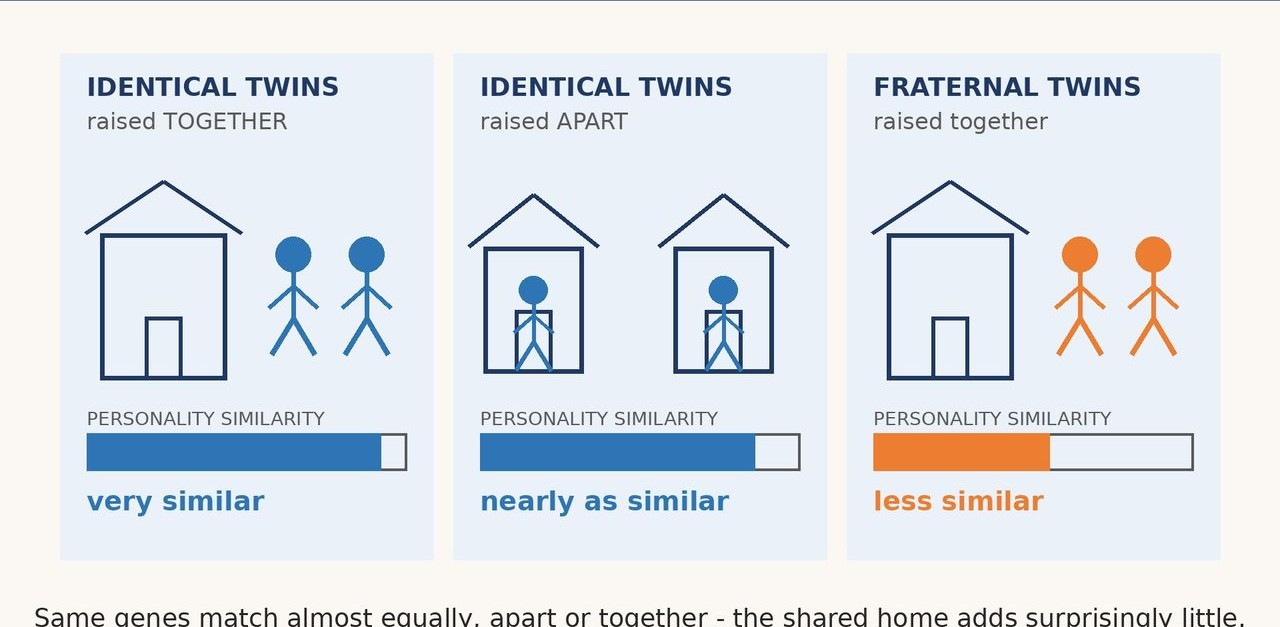 IDENTICAL TWINS
raised TOGETHER
PERSONALITY SIMILARITY
very similar
IDENTICAL TWINS
raised APART
PERSONALITY SIMILARITY
nearly as similar
FRATERNAL TWINS
raised together
PERSONALITY SIMILARITY
less similar
Same genes match almost equally, apart or together - the shared home adds surprisingly little.